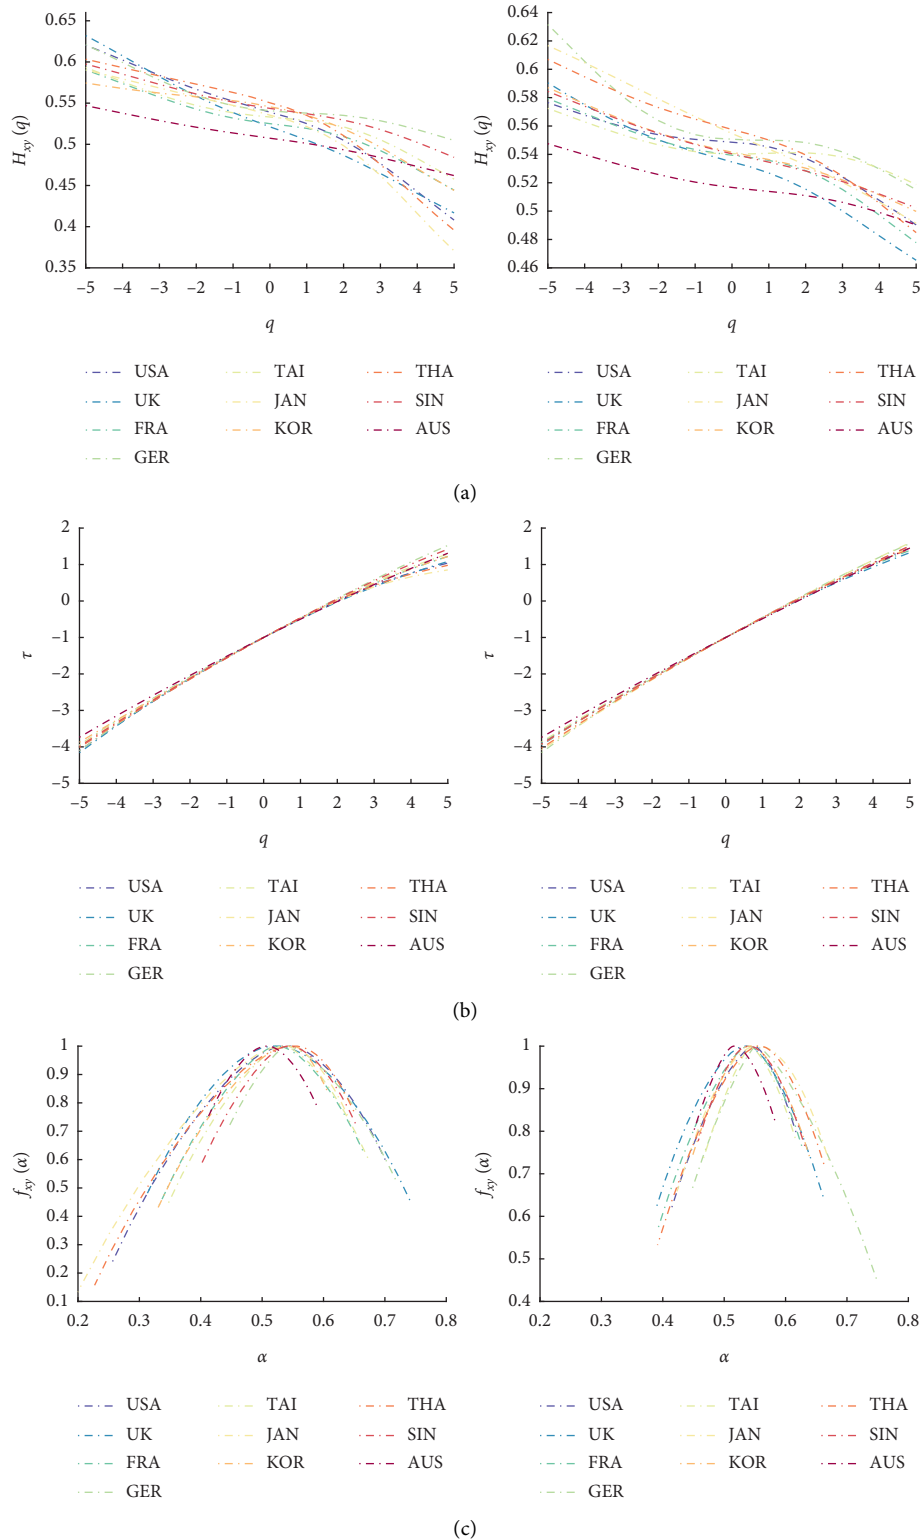 0.65
0.6
0.55
0.5
0.45
0.4
0.35
Hxy (q)
–5 –4 –3 –2 –1 0 1 2 3 4 5
q
USA TAI THA
UK JAN SIN
FRA KOR AUS
GER
0.64
0.62
0.6
0.58
0.56
0.54
0.52
0.5
0.48
0.46
Hxy (q)
–5 –4 –3 –2 –1 0 1 2 3 4 5
q
USA TAI THA
UK JAN SIN
FRA KOR AUS
GER
(a)
2
1
0
–1
–2
–3
–4
–5
τ
–5 –4 –3 –2 –1 0 1 2 3 4 5
q
USA TAI THA
UK JAN SIN
FRA KOR AUS
GER
2
1
0
–1
–2
–3
–4
–5
τ
–5 –4 –3 –2 –1 0 1 2 3 4 5
q
USA TAI THA
UK JAN SIN
FRA KOR AUS
GER
(b)
1
0.9
0.8
0.7
0.6
0.5
0.4
0.3
0.2
0.1
fxy (α)
0.2 0.3 0.4 0.5 0.6 0.7 0.8
α
USA TAI THA
UK JAN SIN
FRA KOR AUS
GER
1
0.9
0.8
0.7
0.6
0.5
0.4
fxy (α)
0.2 0.3 0.4 0.5 0.6 0.7 0.8
α
USA TAI THA
UK JAN SIN
FRA KOR AUS
GER
(c)